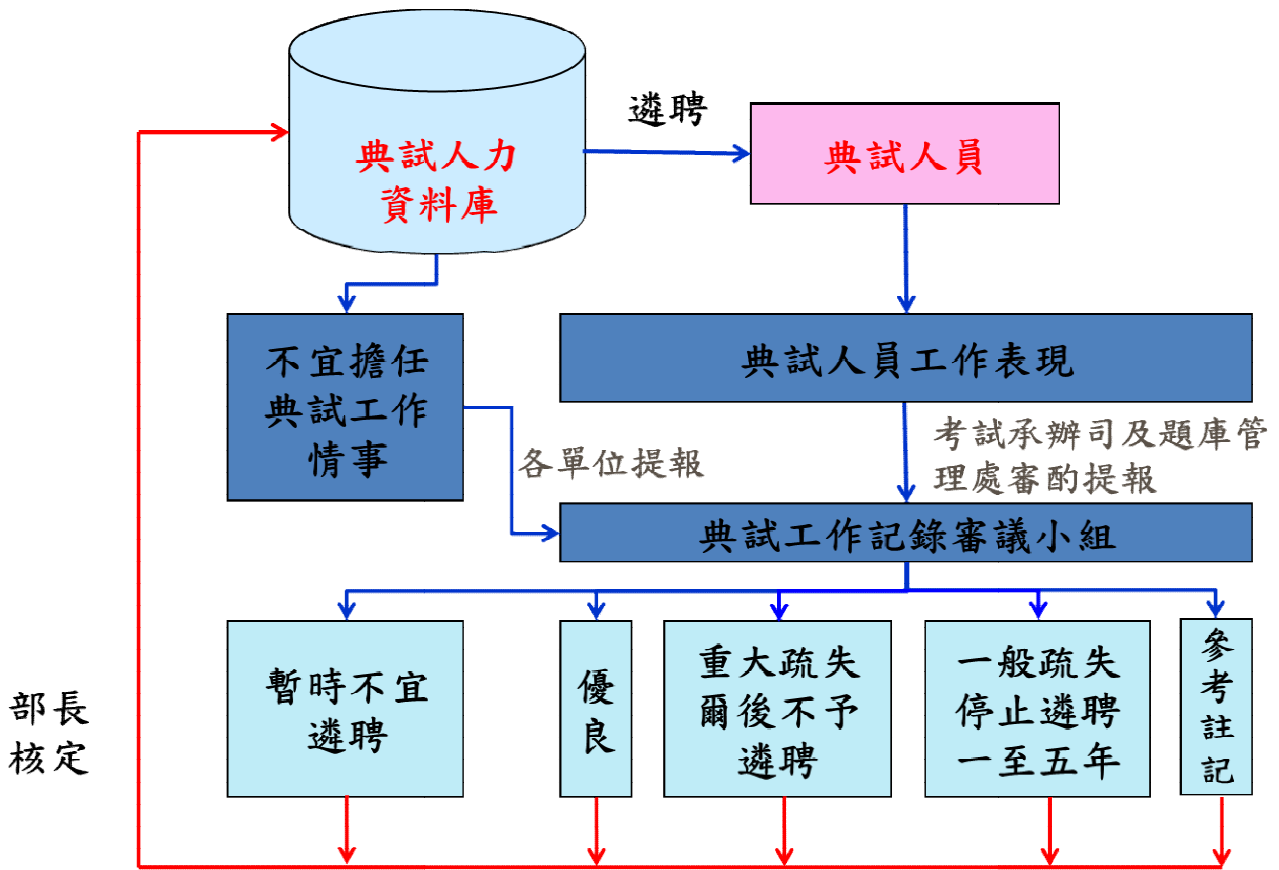 遴聘
典試人力
資料庫
典試人員
不宜擔任
典試工作
情事
典試人員工作表現
各單位提報
考試承辦司及題庫管
理處審酌提報
典試工作記錄審議小組
暫時不宜
遴聘
優
良
重大疏失
爾後不予
遴聘
一般疏失
停止遴聘
一至五年
參
考
註
記
部長
核定